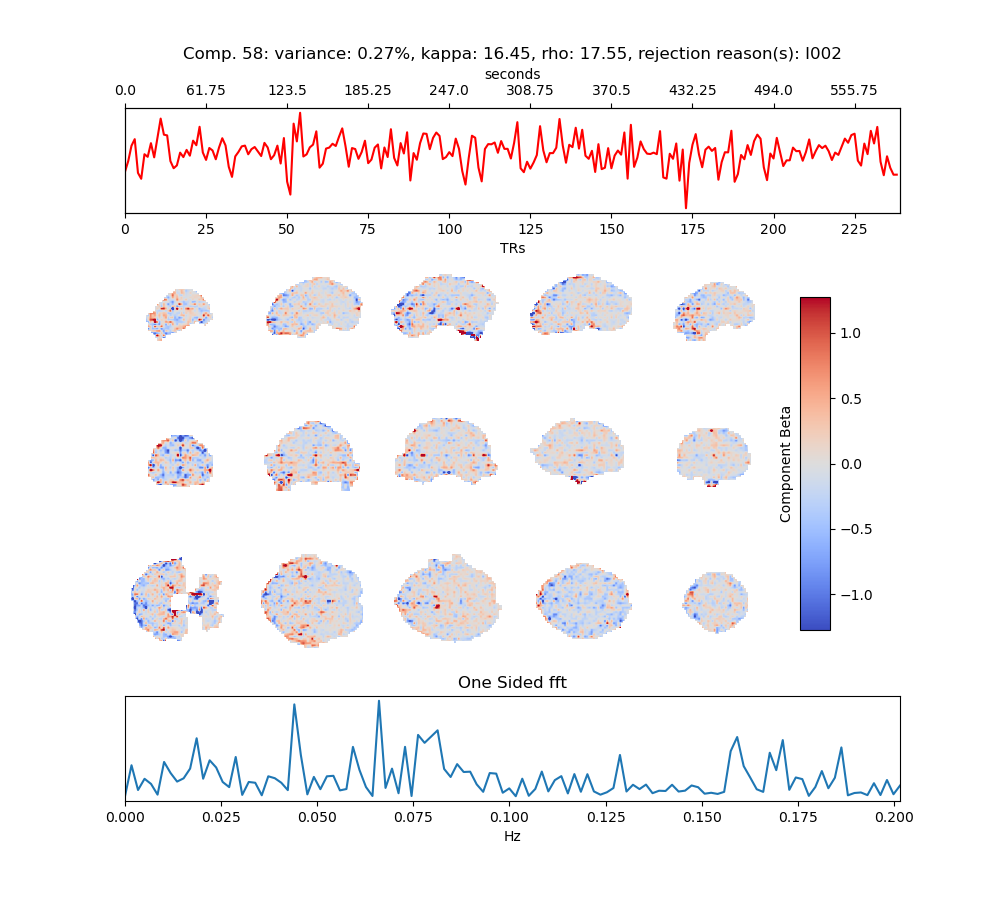 Comp. 58: variance: 0.27%, kappa: 16.45, rho: 17.55, rejection reason(s): I002
seconds
0.0 61.75 123.5 185.25 247.0 308.75 370.5 432.25 494.0 555.75
0 25 50 75 100 125 150 175 200 225
TRs
1.0
0.5
0.0
−0.5
−1.0
Component Beta
One Sided fft
0.000 0.025 0.050 0.075 0.100 0.125 0.150 0.175 0.200
Hz